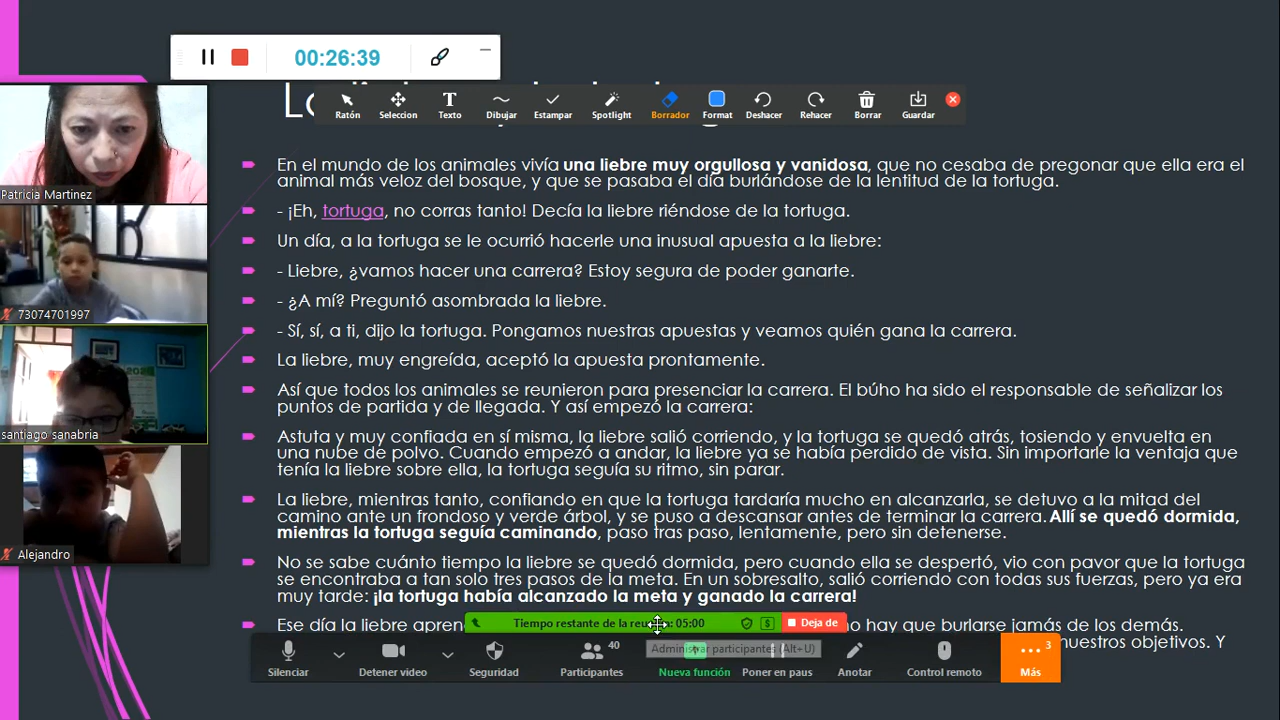 00:26:39
Ratón Seleccion Texto Dibujar Estampar Spotlight Borrador Format Deshacer Rehacer Borrar Guardar
En el mundo de los animales vivía una liebre muy orgullosa y vanidosa, que no cesaba de pregonar que ella era el
animal más veloz del bosque, y que se pasaba el día burlándose de la lentitud de la tortuga.
- ¡Eh, tortuga, no corras tanto! Decía la liebre riéndose de la tortuga.
Un día, a la tortuga se le ocurrió hacerle una inusual apuesta a la liebre:
- Liebre, ¿vamos hacer una carrera? Estoy segura de poder ganarte.
- ¿A mí? Preguntó asombrada la liebre.
- Sí, sí, a ti, dijo la tortuga. Pongamos nuestras apuestas y veamos quién gana la carrera.
La liebre, muy engreída, aceptó la apuesta prontamente.
Así que todos los animales se reunieron para presenciar la carrera. El búho ha sido el responsable de señalizar los
puntos de partida y de llegada. Y así empezó la carrera:
Astuta y muy confiada en sí misma, la liebre salió corriendo, y la tortuga se quedó atrás, tosiendo y envuelta en
una nube de polvo. Cuando empezó a andar, la liebre ya se había perdido de vista. Sin importarle la ventaja que
tenía la liebre sobre ella, la tortuga seguía su ritmo, sin parar.
La liebre, mientras tanto, confiando en que la tortuga tardaría mucho en alcanzarla, se detuvo a la mitad del
camino ante un frondoso y verde árbol, y se puso a descansar antes de terminar la carrera. Allí se quedó dormida,
mientras la tortuga seguía caminando, paso tras paso, lentamente, pero sin detenerse.
No se sabe cuánto tiempo la liebre se quedó dormida, pero cuando ella se despertó, vio con pavor que la tortuga
se encontraba a tan solo tres pasos de la meta. En un sobresalto, salió corriendo con todas sus fuerzas, pero ya era
muy tarde: ¡la tortuga había alcanzado la meta y ganado la carrera!
Ese día la liebre no hay que burlarse jamás de los demás.
nuestros objetivos. Y
Patricia Martinez
73074701997
santiago sanabria
Alejandro
Tiempo restante de la 05:00 Deja de
Administrar participantes (Alt+U)
40
3
Silenciar Detener video Seguridad Participantes Nueva función Poner en paus Anotar Control remoto Más